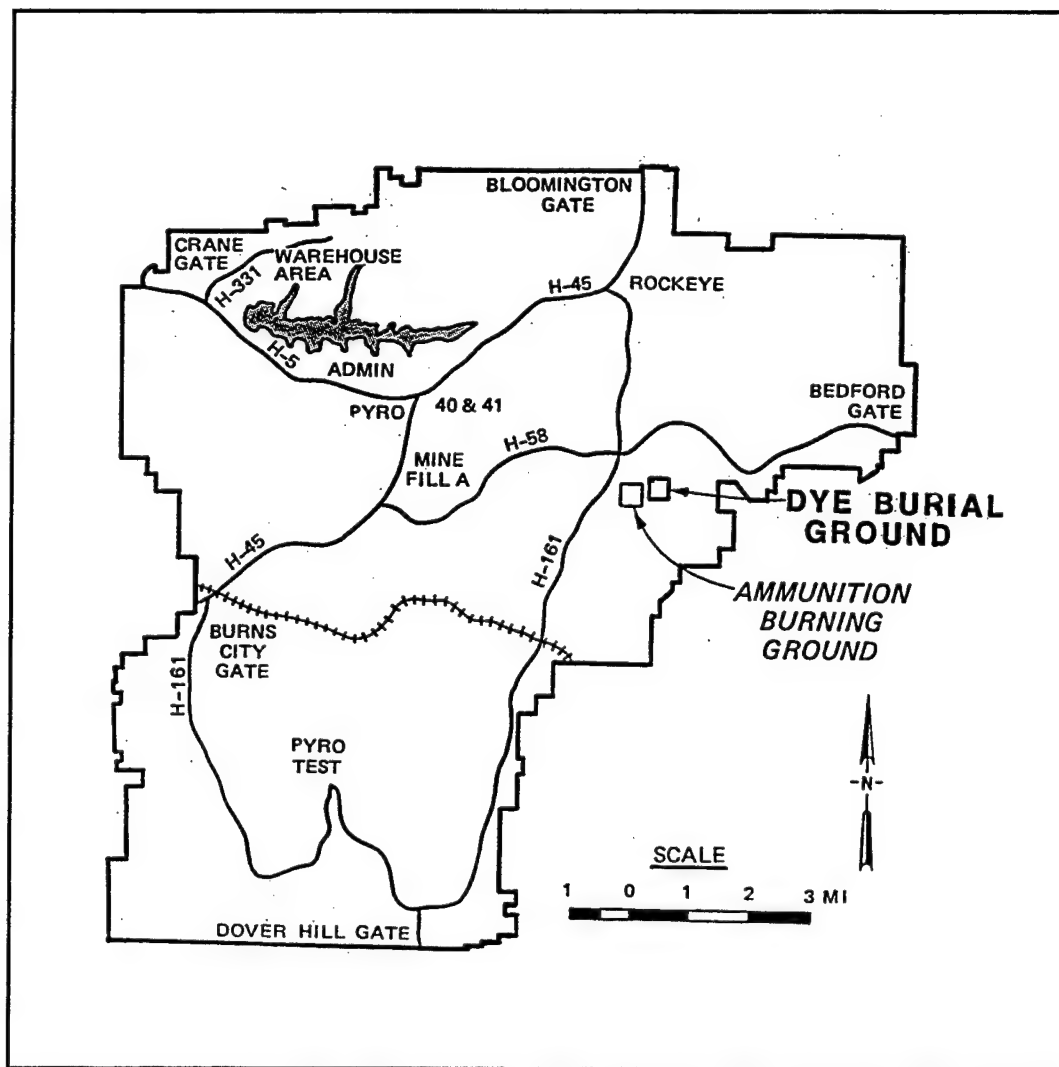 BLOOMINGTON
GATE
CRANE
GATE
WAREHOUSE
AREA
H-331
H-45
ROCKEYE
H-5
ADMIN
BEDFORD
GATE
PYRO
40 & 41
H-58
MINE
FILL A
DYE BURIAL
GROUND
H-45
H-161
AMMUNITION
BURNING
GROUND
BURNS
CITY
GATE
H-161
PYRO
TEST
-N-
SCALE
1 0 1 2 3 MI
DOVER HILL GATE